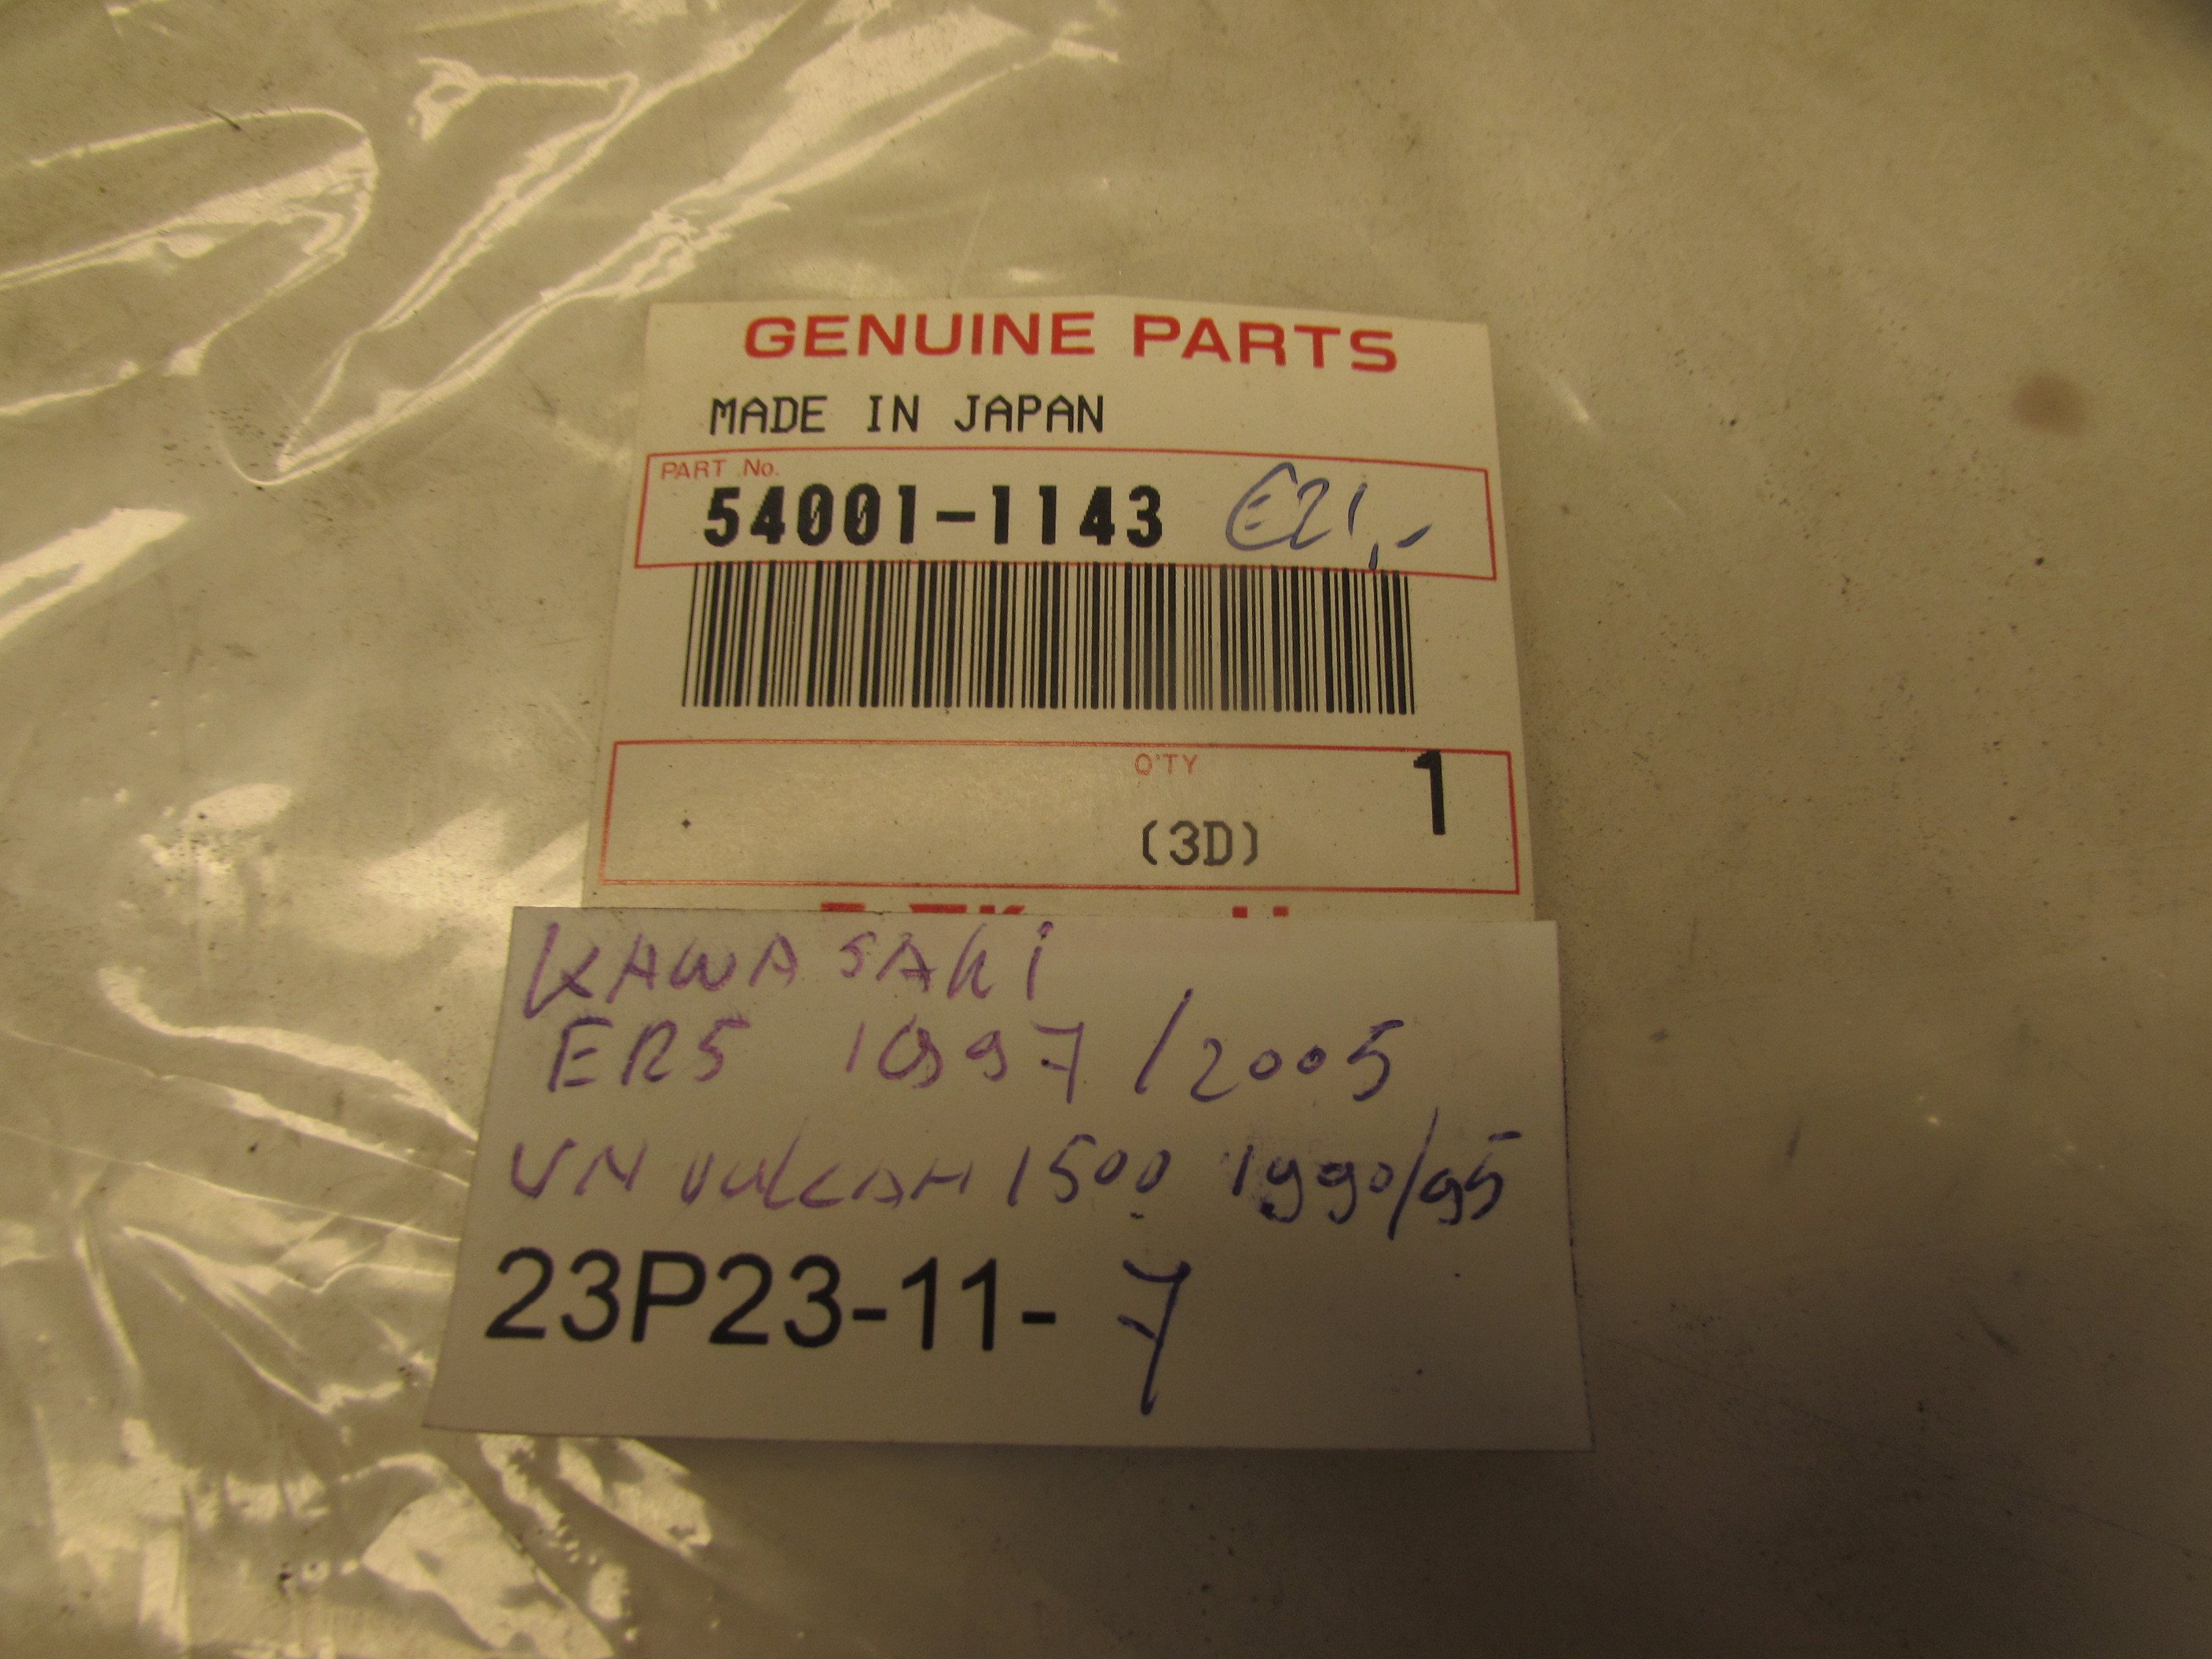 GENUINE PARTS
MADE IN JAPAN
PART No.
54001-1143 €21,-
Q'TY 1
(3D)
KAWASAKI
ER5 1997/2005
VN VULCAN 1500 1990/95
23P23-11-7